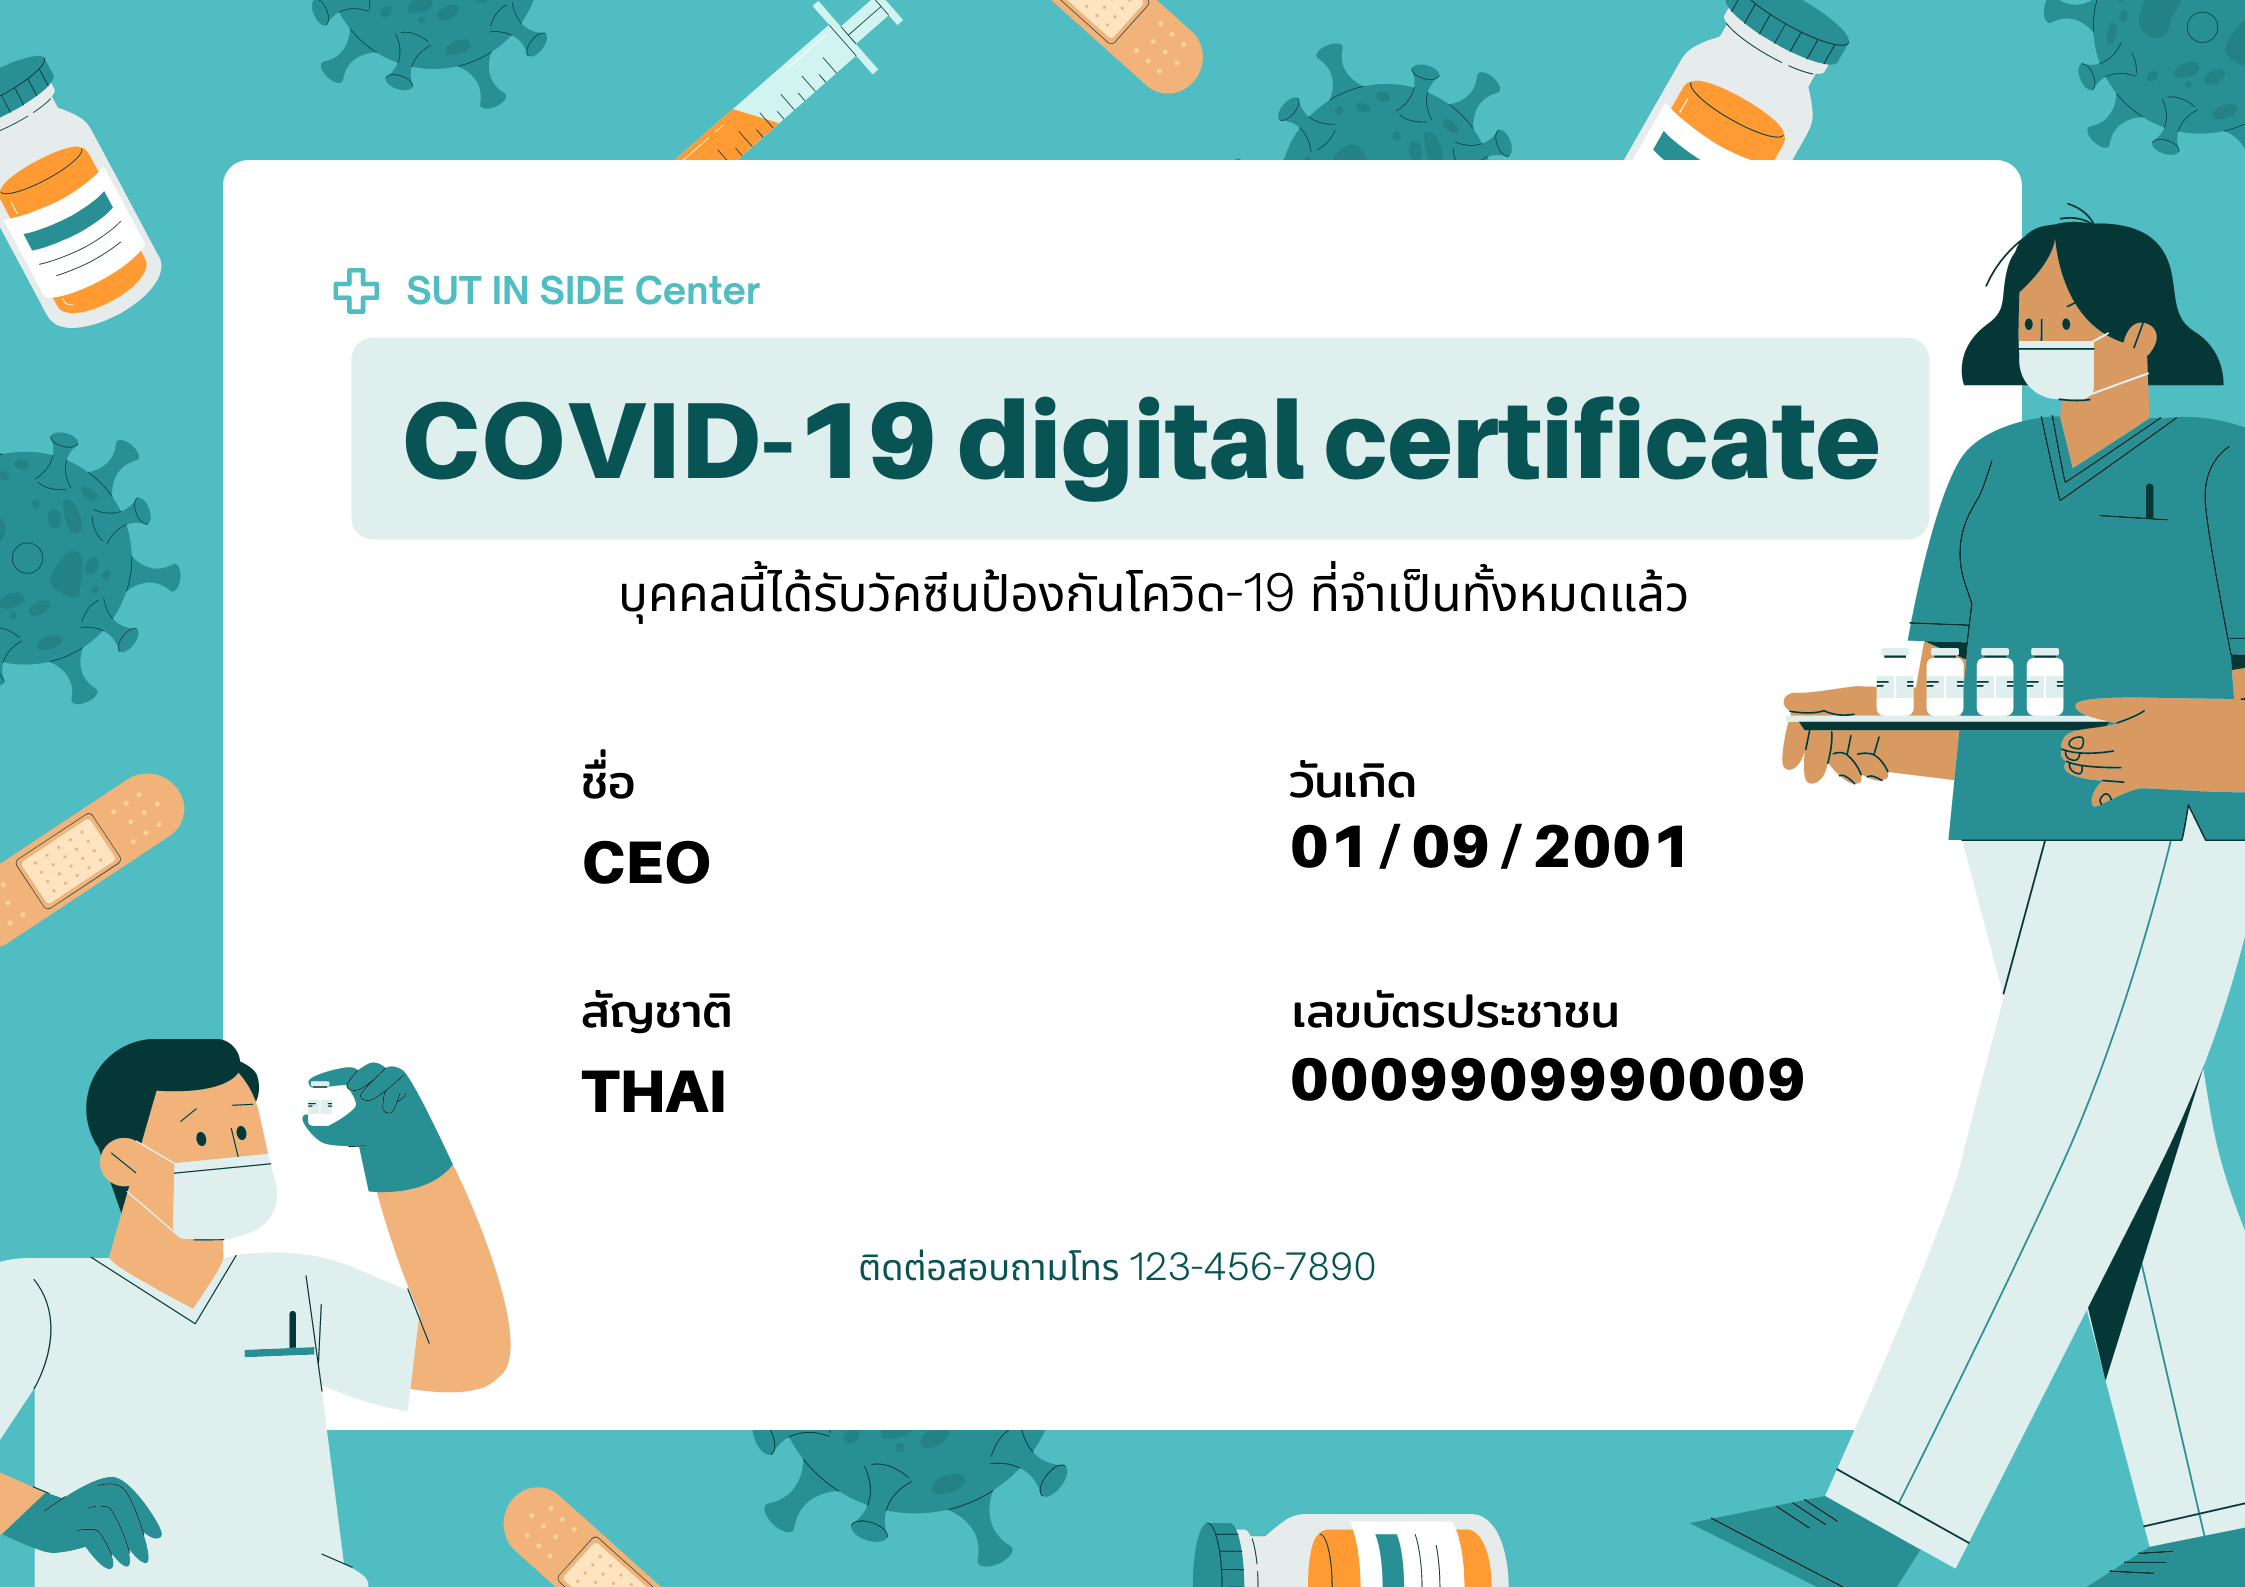 SUT IN SIDE Center
COVID-19 digital certificate
บุคคลนี้ได้รับวัคซีนป้องกันโควิด-19 ที่จำเป็นทั้งหมดแล้ว
ชื่อ
CEO
วันเกิด
01 / 09 / 2001
สัญชาติ
THAI
เลขบัตรประชาชน
0009909990009
ติดต่อสอบถามโทร 123-456-7890